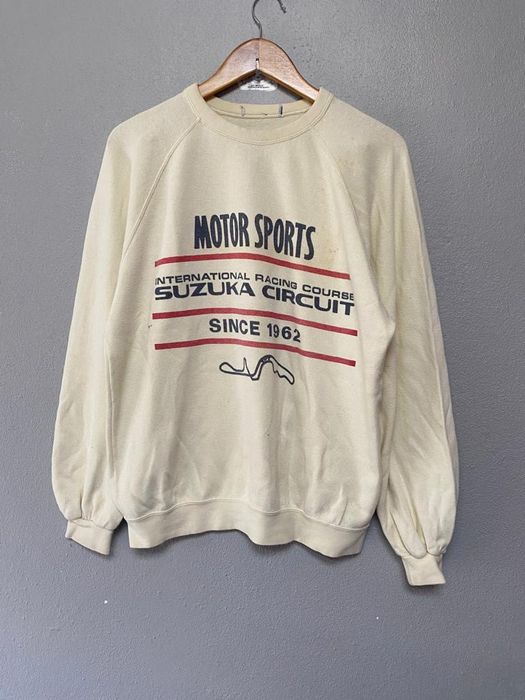 MOTOR SPORTS
INTERNATIONAL RACING COURSE
SUZUKA CIRCUIT
SINCE 1962